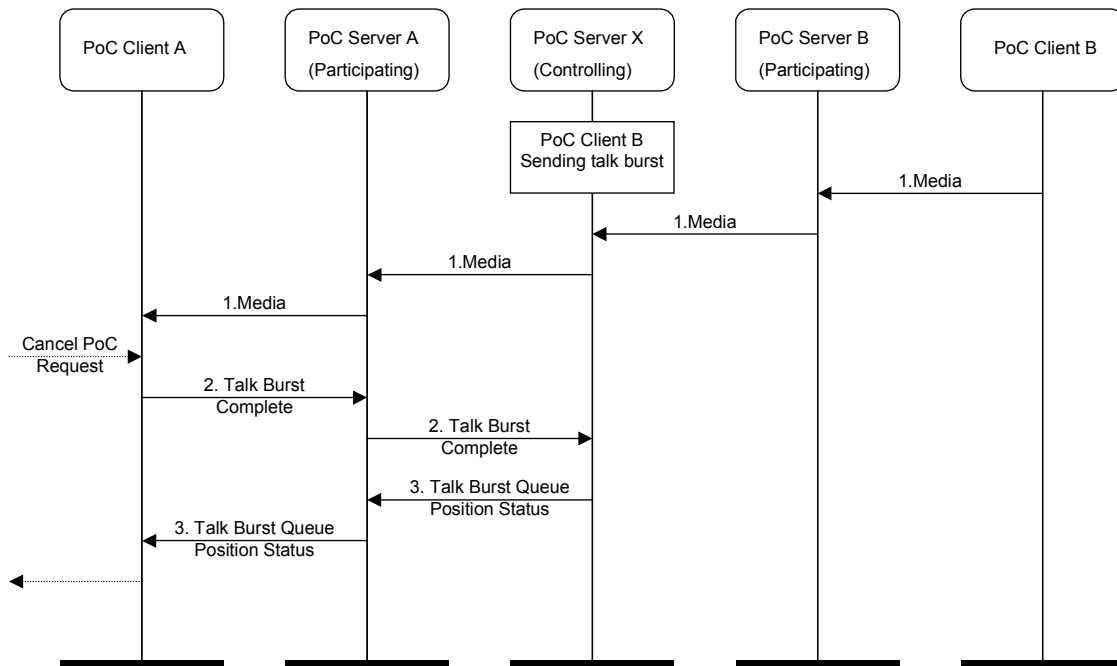 PoC Client A
PoC Server A
(Participating)
PoC Server X
(Controlling)
PoC Server B
(Participating)
PoC Client B
PoC Client B
Sending talk burst
1.Media
1.Media
1.Media
1.Media
Cancel PoC
Request
2. Talk Burst
Complete
2. Talk Burst
Complete
3. Talk Burst Queue
Position Status
3. Talk Burst Queue
Position Status